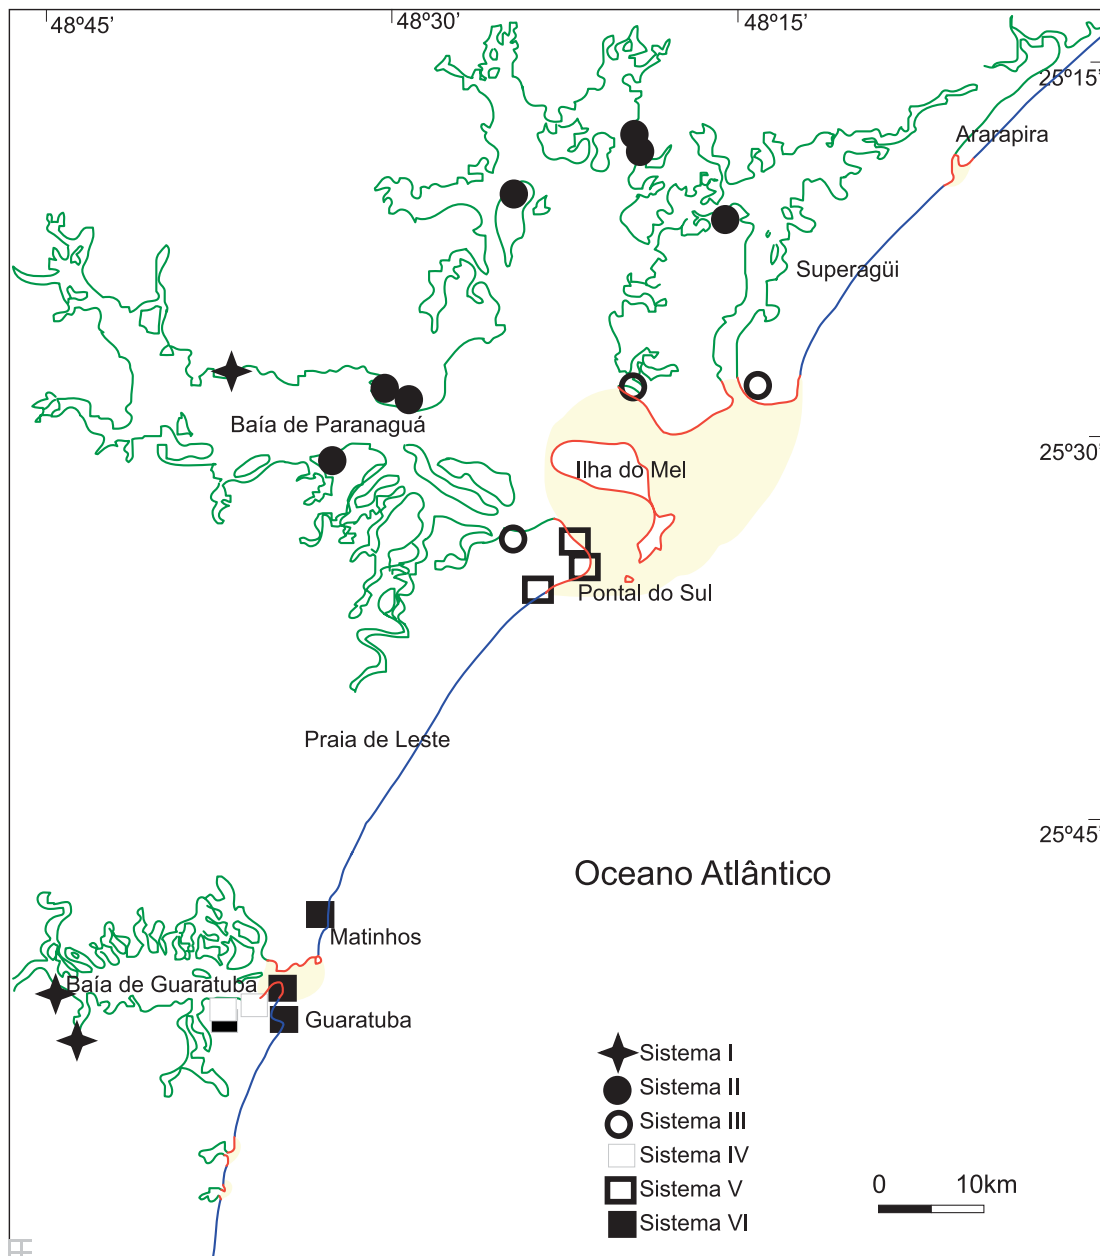 48º45’
48º30’
48º15’
25º15’
Ararapira
Superagüi
Baía de Paranaguá
25º30’
Ilha do Mel
Pontal do Sul
Praia de Leste
25º45’
Oceano Atlântico
Matinhos
Baía de Guaratuba
Guaratuba
Sistema I
Sistema II
Sistema III
Sistema IV
Sistema V
Sistema VI
0 10km